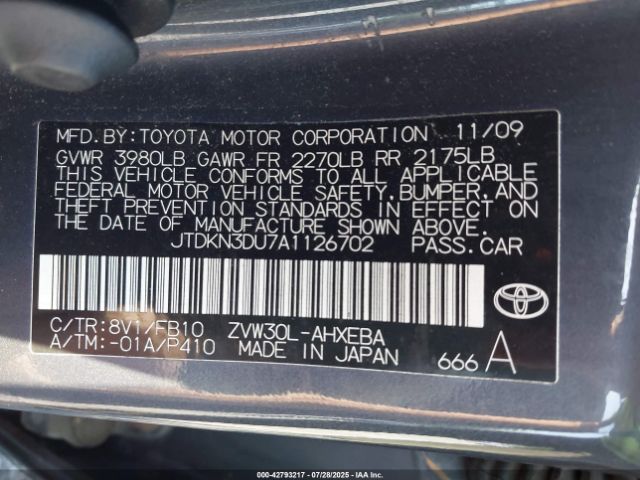 MFD.BY:TOYOTA MOTOR CORPORATION 11/09
GVWR 3980LB GAWR FR 2270LB RR 2175LB
THIS VEHICLE CONFORMS TO ALL APPLICABLE
FEDERAL MOTOR VEHICLE SAFETY,BUMPER,AND
THEFT PREVENTION STANDARDS IN EFFECT ON
THE DATE OF MANUFACTURE SHOWN ABOVE.
JTDKN3DU7A1126702 PASS.CAR
C/TR:8V1/FB10 ZVW30L-AHXEBA
A/TM:-01A/P410 MADE IN JAPAN
666 A
000-42793217 | 07/28/2025 | IAA, Inc.